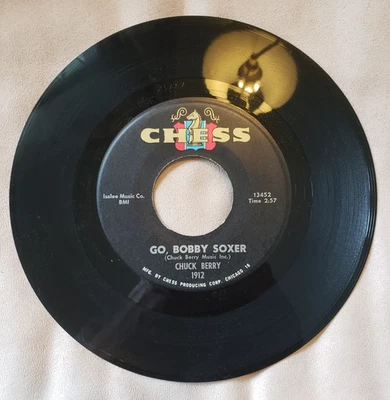 CHESS
Isalee Music Co.
BMI
13452
Time 2:57
GO, BOBBY SOXER
(Chuck Berry Music Inc.)
CHUCK BERRY
1912
MFG. BY CHESS PRODUCING CORP. CHICAGO 16